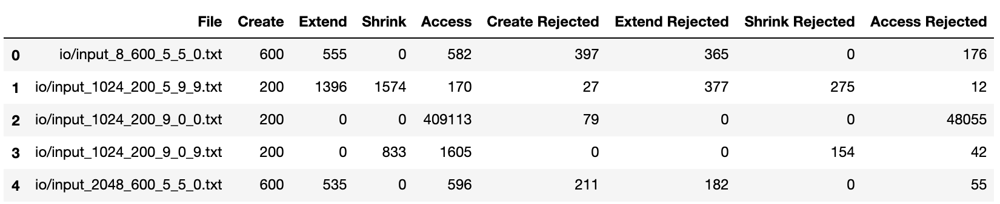 File Create Extend Shrink Access Create Rejected Extend Rejected Shrink Rejected Access Rejected
0 io/input_8_600_5_5_0.txt 600 555 0 582 397 365 0 176
1 io/input_1024_200_5_9_9.txt 200 1396 1574 170 27 377 275 12
2 io/input_1024_200_9_0_0.txt 200 0 0 409113 79 0 0 48055
3 io/input_1024_200_9_0_9.txt 200 0 833 1605 0 0 154 42
4 io/input_2048_600_5_5_0.txt 600 535 0 596 211 182 0 55